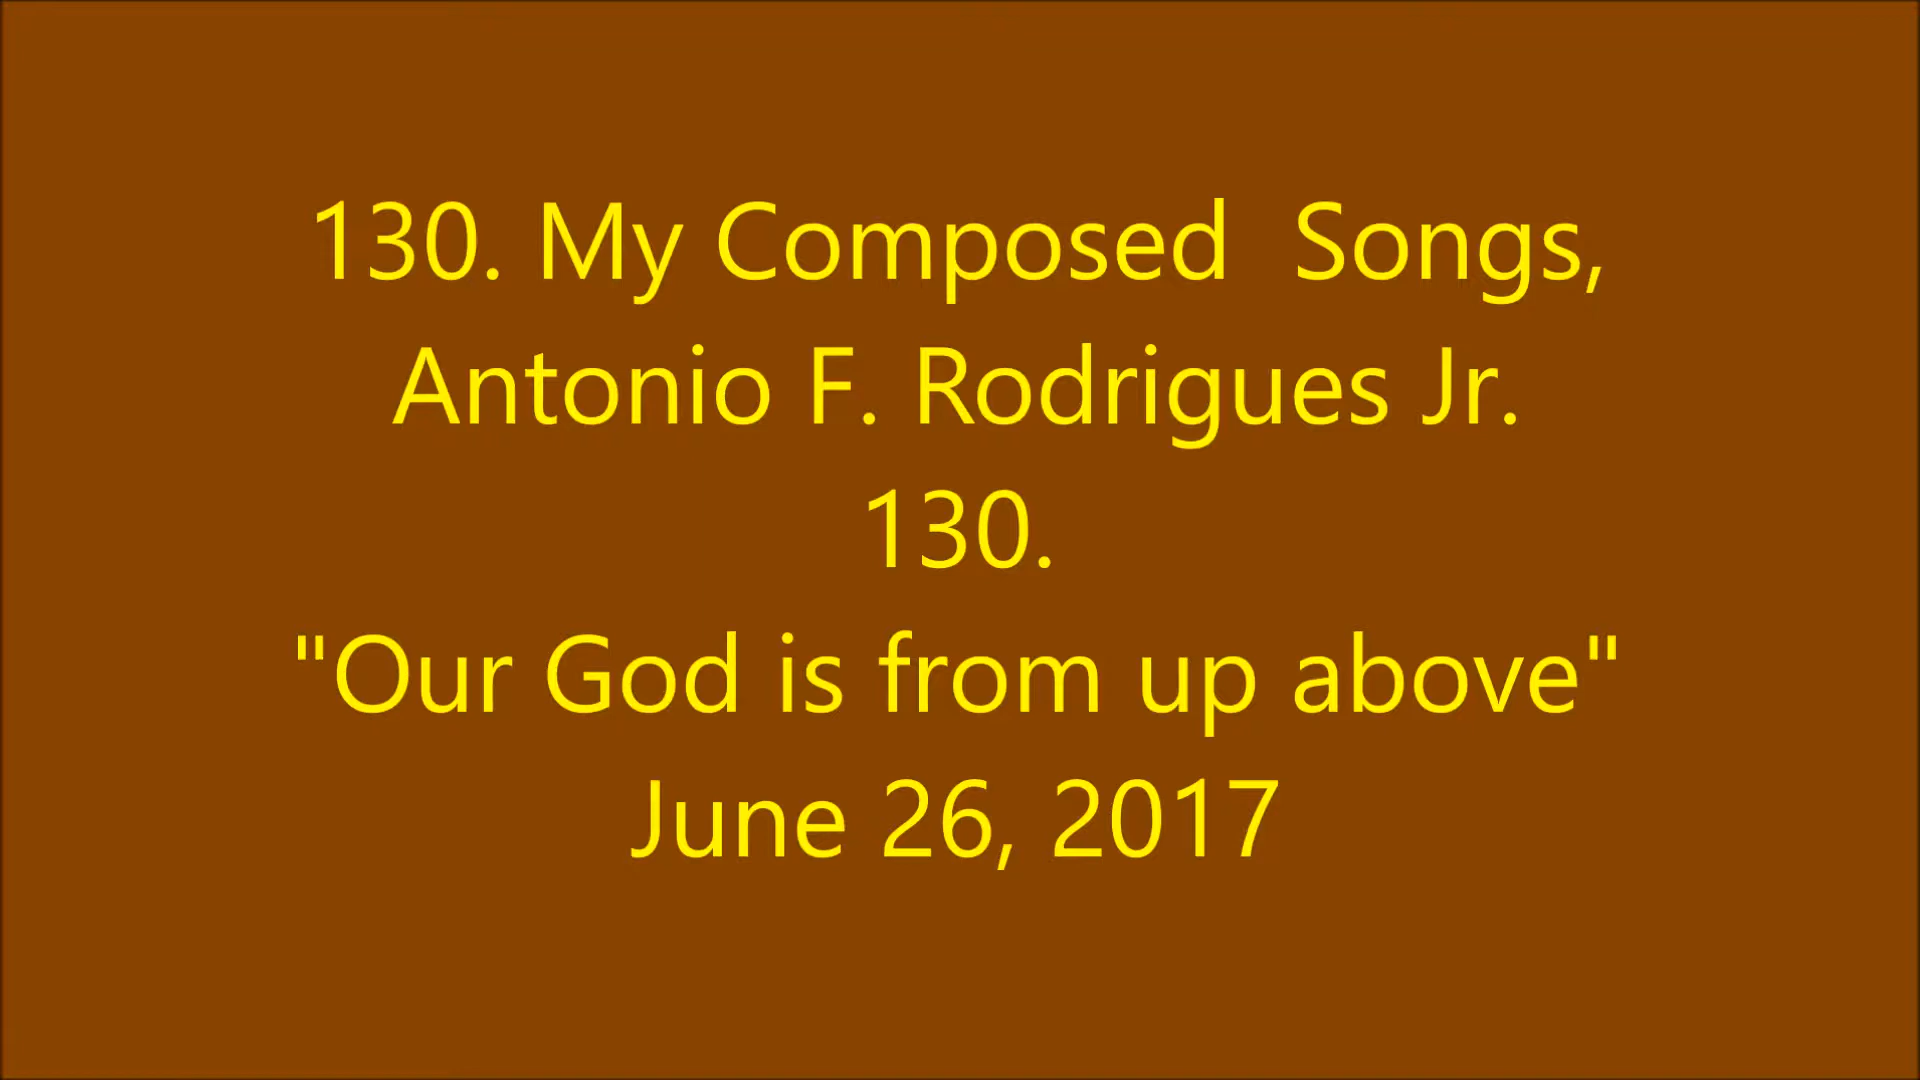 130. My Composed  Songs,
Antonio F. Rodrigues Jr.
130.
"Our God is from up above"
June 26, 2017